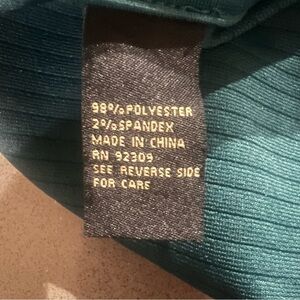 98% POLYESTER
2% SPANDEX
MADE IN CHINA
RN 92309
SEE REVERSE SIDE
FOR CARE